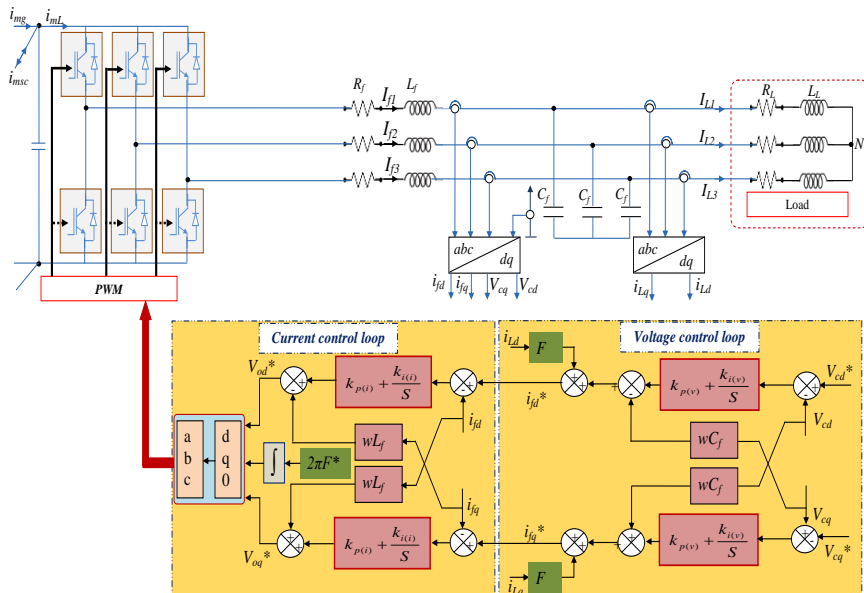 i_mg i_mL
i_msc
R_f L_f
I_f1
I_f2
I_f3
I_L1
I_L2
I_L3
R_L L_L
N
Load
C_f C_f C_f
abc
dq
abc
dq
i_fd i_fq V_cq V_cd
i_Lq i_Ld
PWM
Current control loop
Voltage control loop
V_od*
k_p(i) + k_i(i)/S
i_fd
i_Ld
F
i_fd*
k_p(v) + k_i(v)/S
V_cd*
V_cd
a
b
c
d
q
0
∫
2πF*
wL_f
wL_f
wC_f
wC_f
i_fq
V_cq
V_oq*
k_p(i) + k_i(i)/S
i_fq*
F
i_Lq
k_p(v) + k_i(v)/S
V_cq*